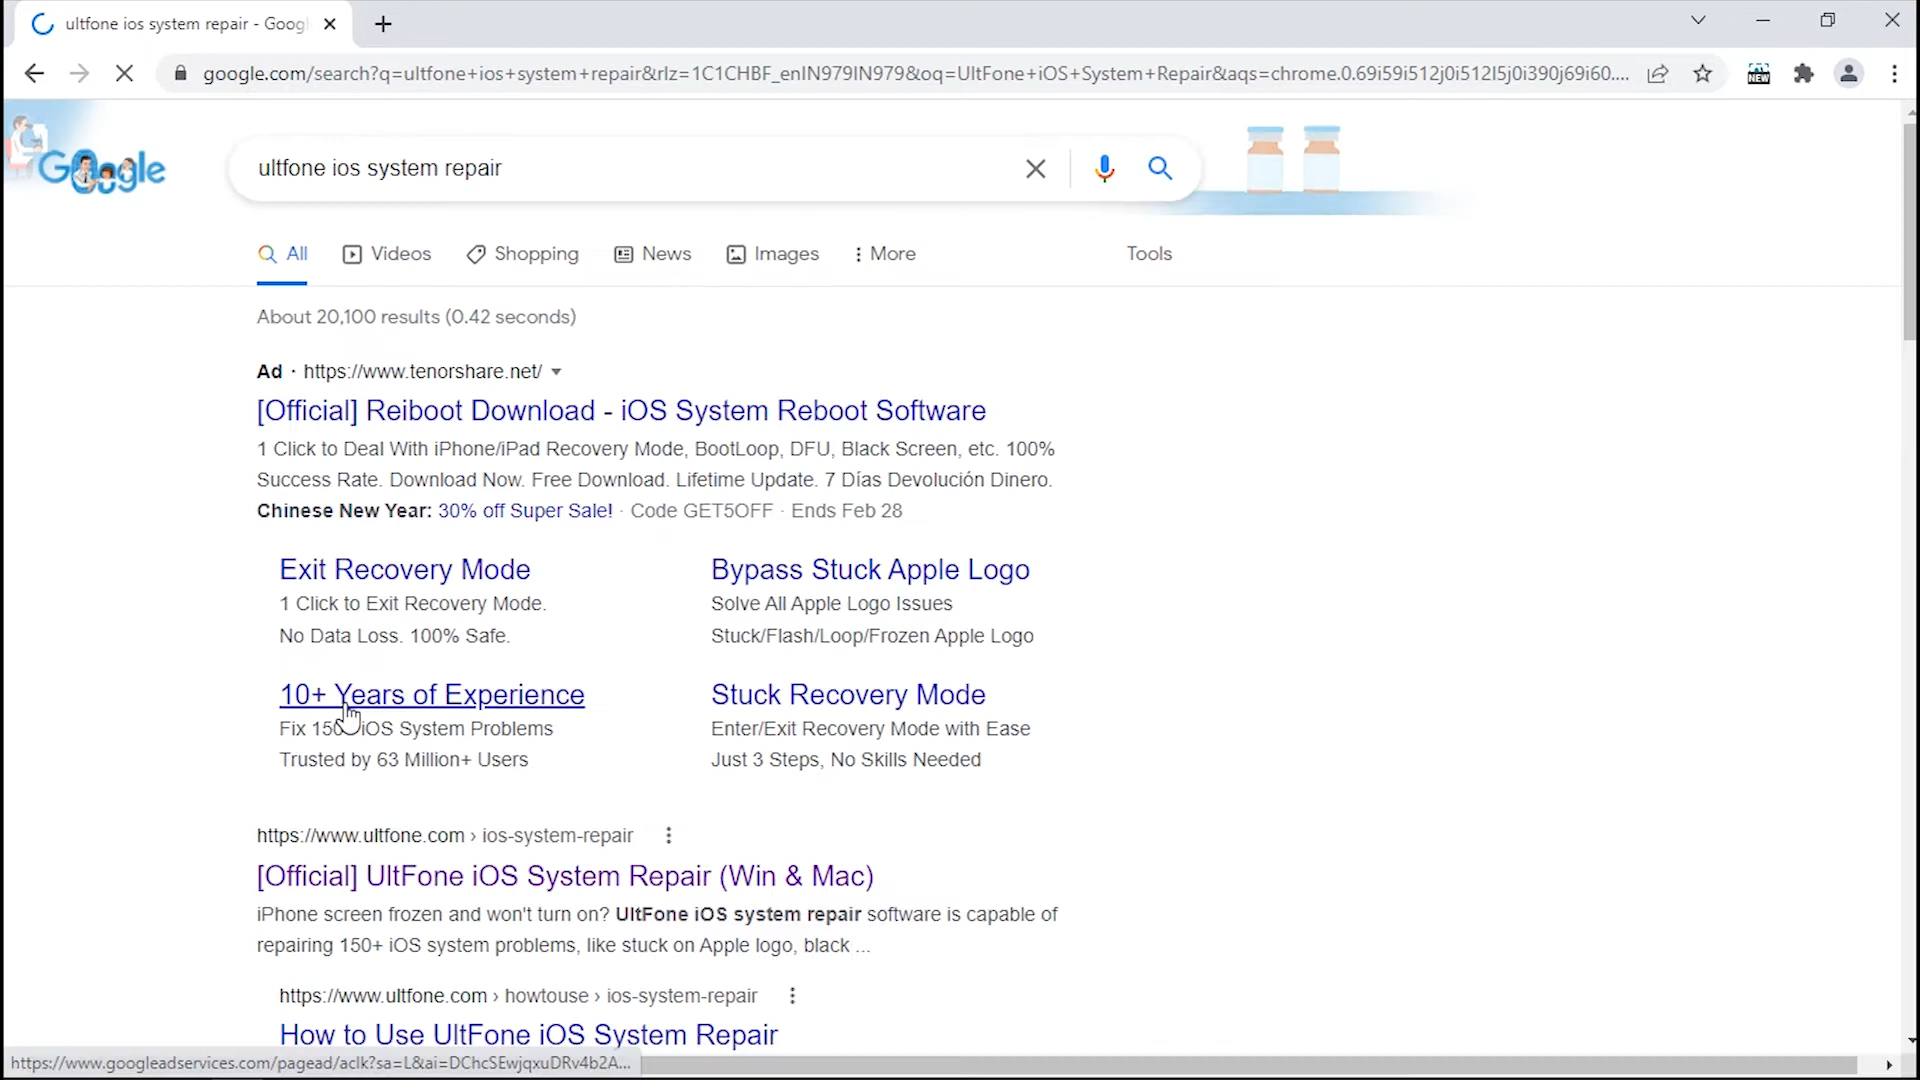 ultfone ios system repair - Goog
google.com/search?q=ultfone+ios+system+repair&rlz=1C1CHBF_enIN979IN979&oq=UltFone+iOS+System+Repair&aqs=chrome.0.69i59i512j0i512l5j0i390j69i60....
NEW
Google
ultfone ios system repair
All Videos Shopping News Images More Tools
About 20,100 results (0.42 seconds)
Ad · https://www.tenorshare.net/
[Official] Reiboot Download - iOS System Reboot Software
1 Click to Deal With iPhone/iPad Recovery Mode, BootLoop, DFU, Black Screen, etc. 100%
Success Rate. Download Now. Free Download. Lifetime Update. 7 Días Devolución Dinero.
Chinese New Year: 30% off Super Sale! · Code GET5OFF · Ends Feb 28
Exit Recovery Mode
1 Click to Exit Recovery Mode.
No Data Loss. 100% Safe.
Bypass Stuck Apple Logo
Solve All Apple Logo Issues
Stuck/Flash/Loop/Frozen Apple Logo
10+ Years of Experience
Fix 150 iOS System Problems
Trusted by 63 Million+ Users
Stuck Recovery Mode
Enter/Exit Recovery Mode with Ease
Just 3 Steps, No Skills Needed
https://www.ultfone.com › ios-system-repair
[Official] UltFone iOS System Repair (Win & Mac)
iPhone screen frozen and won't turn on? UltFone iOS system repair software is capable of
repairing 150+ iOS system problems, like stuck on Apple logo, black ...
https://www.ultfone.com › howtouse › ios-system-repair
How to Use UltFone iOS System Repair
https://www.googleadservices.com/pagead/aclk?sa=L&ai=DChcSEwjqxuDRv4b2A...